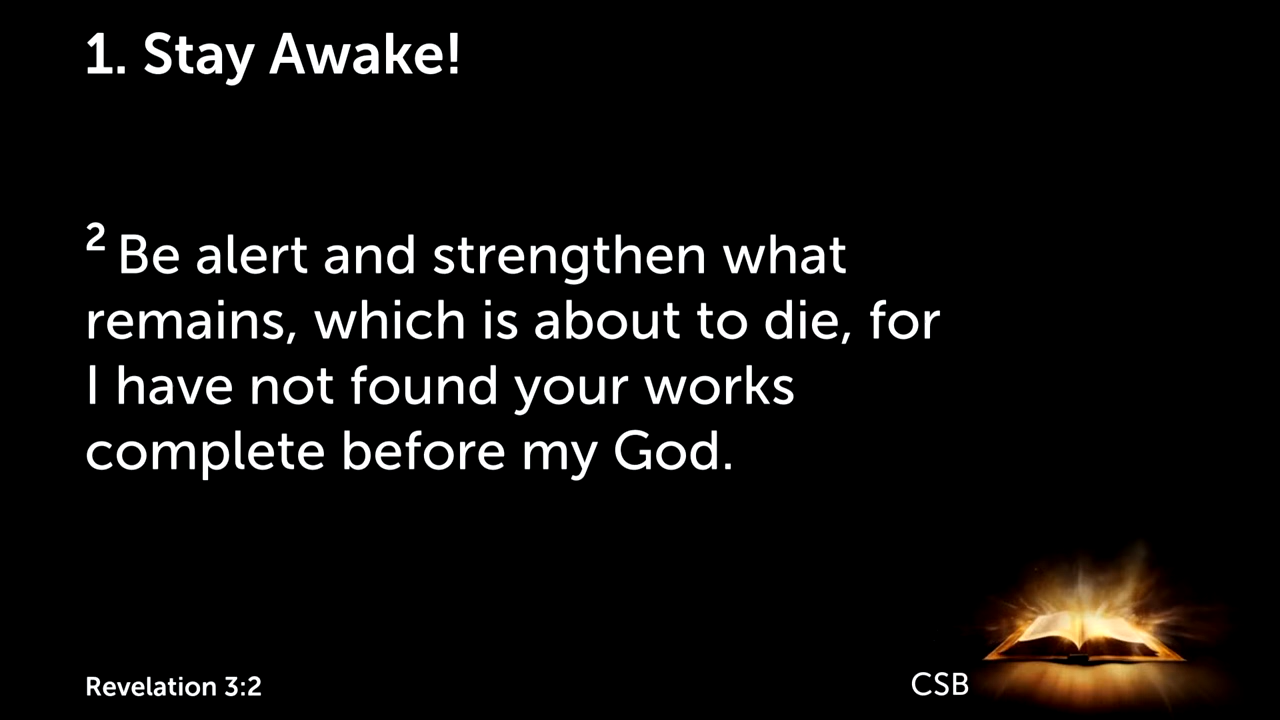 1. Stay Awake!
2 Be alert and strengthen what
remains, which is about to die, for
I have not found your works
complete before my God.
Revelation 3:2
CSB